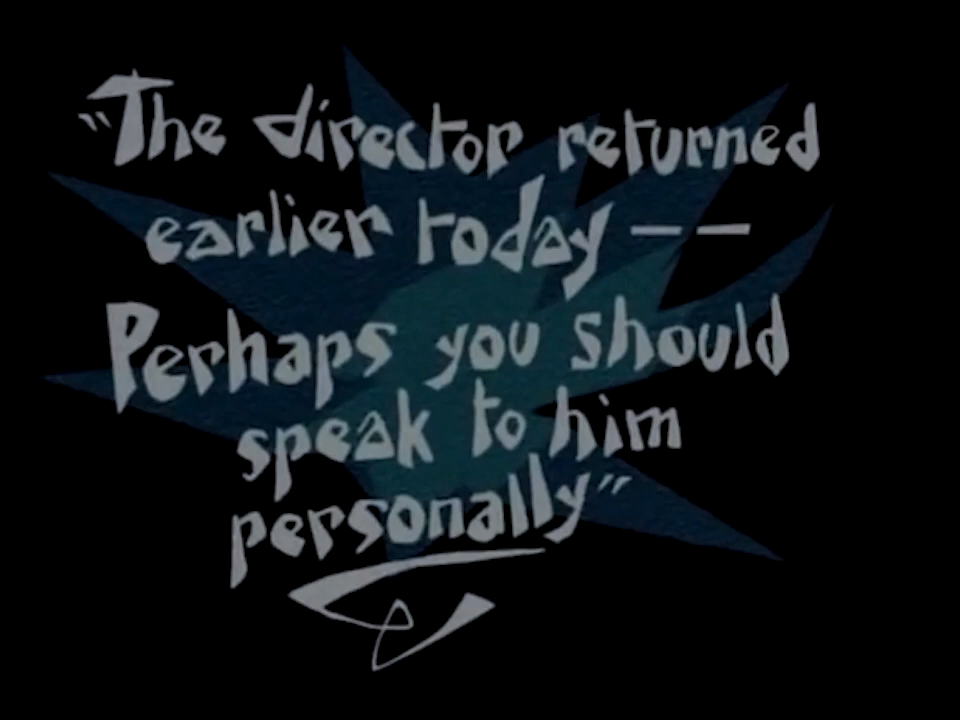 "The director returned
earlier today --
Perhaps you should
speak to him
personally"